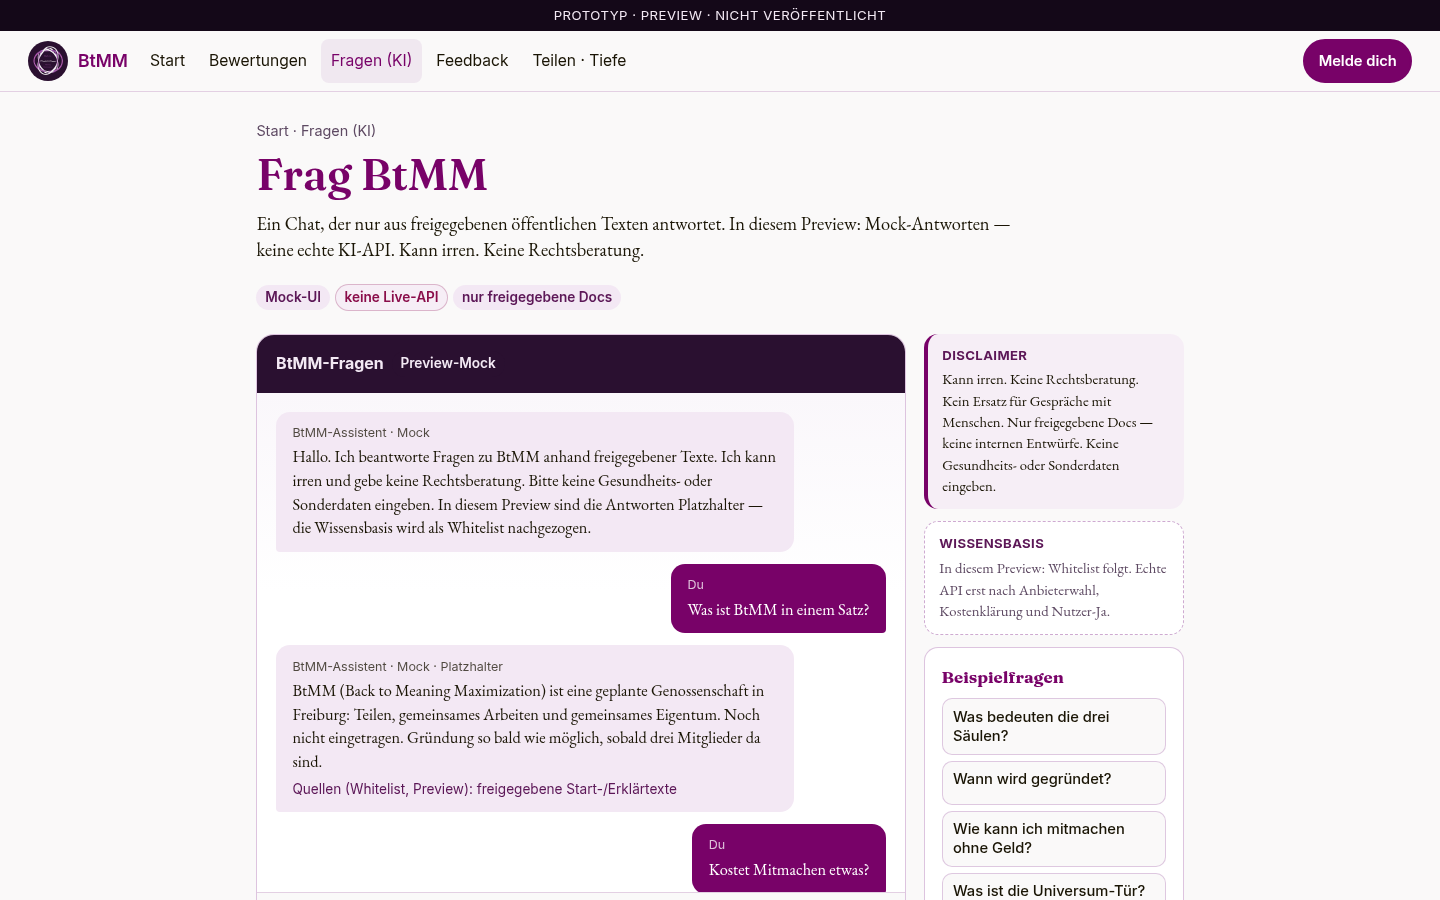 PROTOTYP · PREVIEW · NICHT VERÖFFENTLICHT
BtMM
Start
Bewertungen
Fragen (KI)
Feedback
Teilen · Tiefe
Melde dich
Start · Fragen (KI)
Frag BtMM
Ein Chat, der nur aus freigegebenen öffentlichen Texten antwortet. In diesem Preview: Mock-Antworten —
keine echte KI-API. Kann irren. Keine Rechtsberatung.
Mock-UI
keine Live-API
nur freigegebene Docs
BtMM-Fragen
Preview-Mock
BtMM-Assistent · Mock
Hallo. Ich beantworte Fragen zu BtMM anhand freigegebener Texte. Ich kann
irren und gebe keine Rechtsberatung. Bitte keine Gesundheits- oder
Sonderdaten eingeben. In diesem Preview sind die Antworten Platzhalter —
die Wissensbasis wird als Whitelist nachgezogen.
Du
Was ist BtMM in einem Satz?
BtMM-Assistent · Mock · Platzhalter
BtMM (Back to Meaning Maximization) ist eine geplante Genossenschaft in
Freiburg: Teilen, gemeinsames Arbeiten und gemeinsames Eigentum. Noch
nicht eingetragen. Gründung so bald wie möglich, sobald drei Mitglieder da
sind.
Quellen (Whitelist, Preview): freigegebene Start-/Erklärtexte
Du
Kostet Mitmachen etwas?
DISCLAIMER
Kann irren. Keine Rechtsberatung.
Kein Ersatz für Gespräche mit
Menschen. Nur freigegebene Docs —
keine internen Entwürfe. Keine
Gesundheits- oder Sonderdaten
eingeben.
WISSENSBASIS
In diesem Preview: Whitelist folgt. Echte
API erst nach Anbieterwahl,
Kostenklärung und Nutzer-Ja.
Beispielfragen
Was bedeuten die drei
Säulen?
Wann wird gegründet?
Wie kann ich mitmachen
ohne Geld?
Was ist die Universum-Tür?